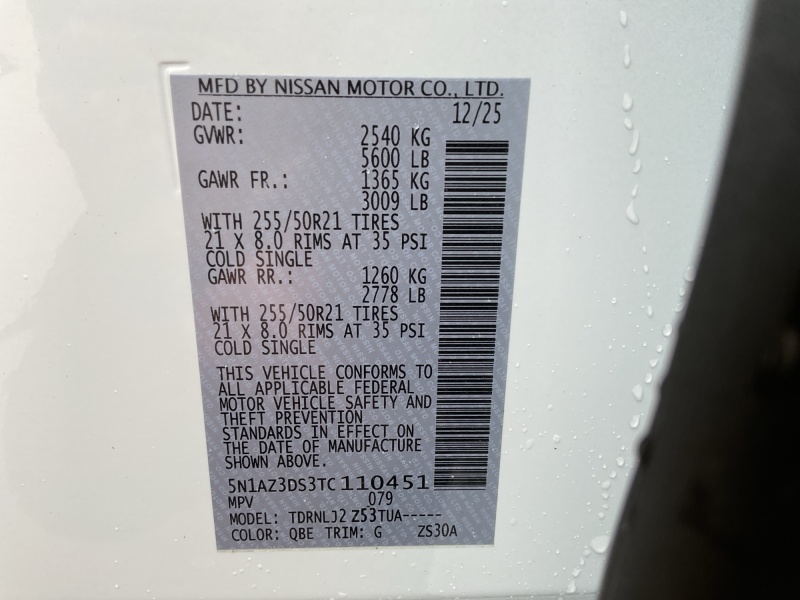 MFD BY NISSAN MOTOR CO., LTD.
DATE: 12/25
GVWR: 2540 KG
5600 LB
GAWR FR.: 1365 KG
3009 LB
WITH 255/50R21 TIRES
21 X 8.0 RIMS AT 35 PSI
COLD SINGLE
GAWR RR.: 1260 KG
2778 LB
WITH 255/50R21 TIRES
21 X 8.0 RIMS AT 35 PSI
COLD SINGLE
THIS VEHICLE CONFORMS TO
ALL APPLICABLE FEDERAL
MOTOR VEHICLE SAFETY AND
THEFT PREVENTION
STANDARDS IN EFFECT ON
THE DATE OF MANUFACTURE
SHOWN ABOVE.
5N1AZ3DS3TC110451
MPV 079
MODEL: TDRNLJ2 Z53TUA-----
COLOR: QBE TRIM: G ZS30A